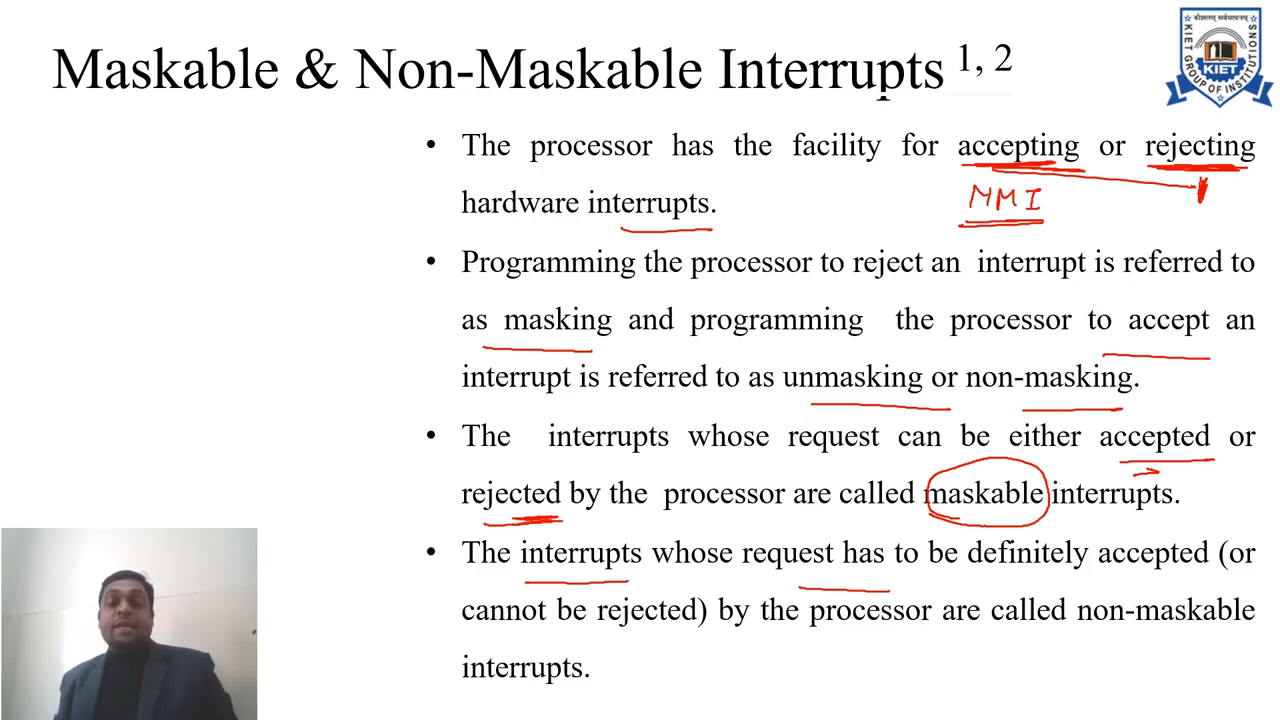 Maskable & Non-Maskable Interrupts 1, 2
KIET
KIET GROUP OF INSTITUTIONS
• The processor has the facility for accepting or rejecting
hardware interrupts.
NMI
• Programming the processor to reject an interrupt is referred to
as masking and programming the processor to accept an
interrupt is referred to as unmasking or non-masking.
• The interrupts whose request can be either accepted or
rejected by the processor are called maskable interrupts.
• The interrupts whose request has to be definitely accepted (or
cannot be rejected) by the processor are called non-maskable
interrupts.